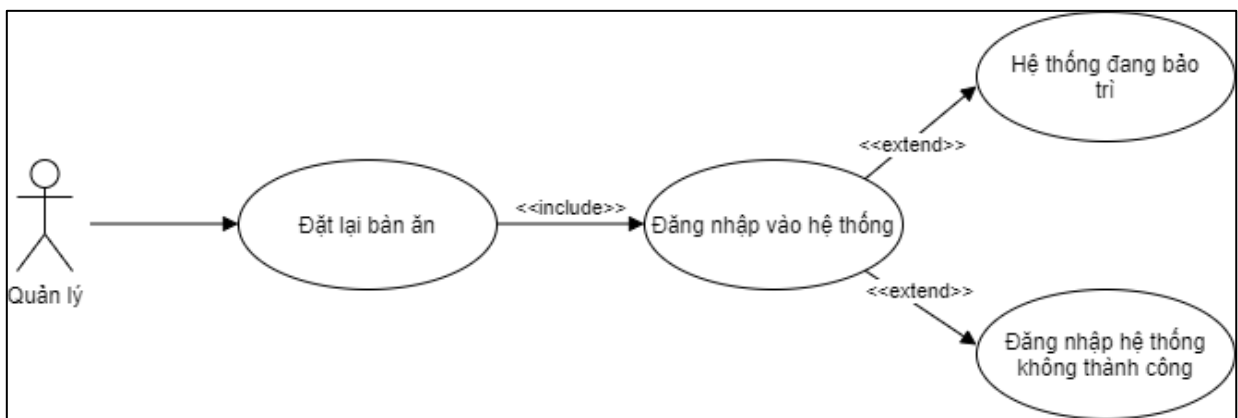 Hệ thống đang bảo
trì
<<extend>>
Đặt lại bàn ăn
<<include>>
Đăng nhập vào hệ thống
Quản lý
<<extend>>
Đăng nhập hệ thống
không thành công